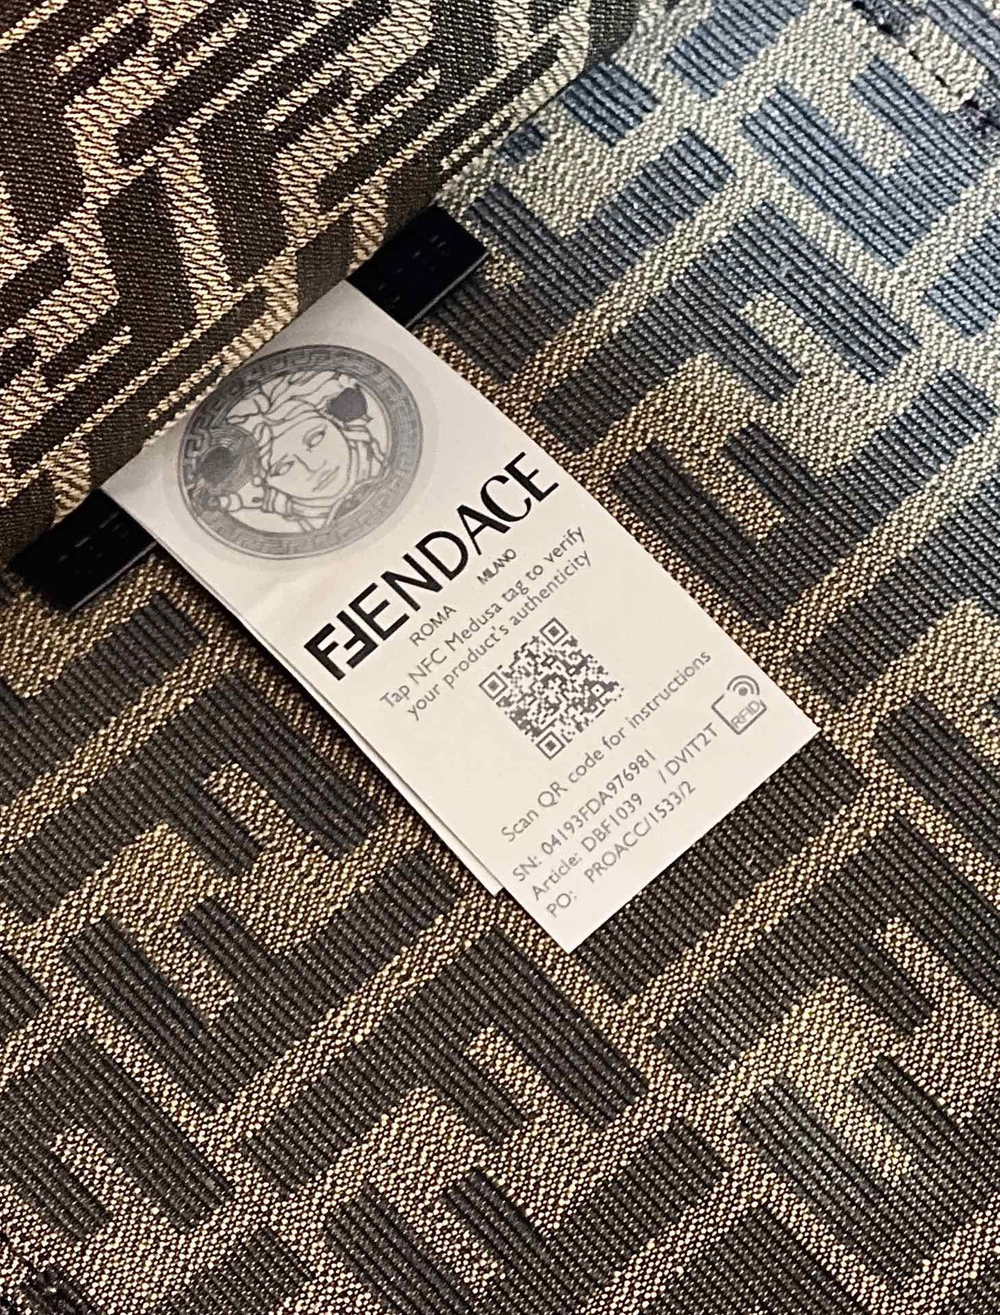 FENDACE
ROMA MILANO
Tap NFC Medusa tag to verify
your product's authenticity
Scan QR code for instructions
RFID
SN: 04193FDA976981
Article: DBF1039 / DVIT2T
PO: PROACC/1533/2